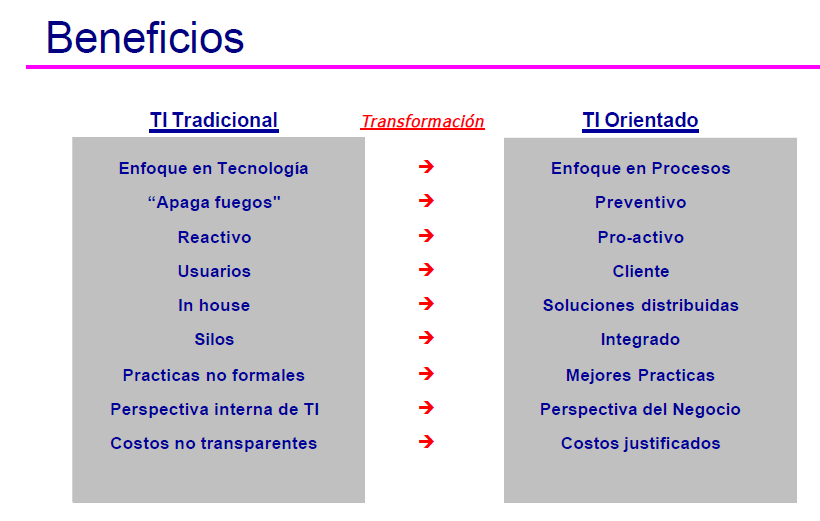 Beneficios
TI Tradicional Transformación TI Orientado
Enfoque en Tecnología ➔ Enfoque en Procesos
“Apaga fuegos" ➔ Preventivo
Reactivo ➔ Pro-activo
Usuarios ➔ Cliente
In house ➔ Soluciones distribuidas
Silos ➔ Integrado
Practicas no formales ➔ Mejores Practicas
Perspectiva interna de TI ➔ Perspectiva del Negocio
Costos no transparentes ➔ Costos justificados